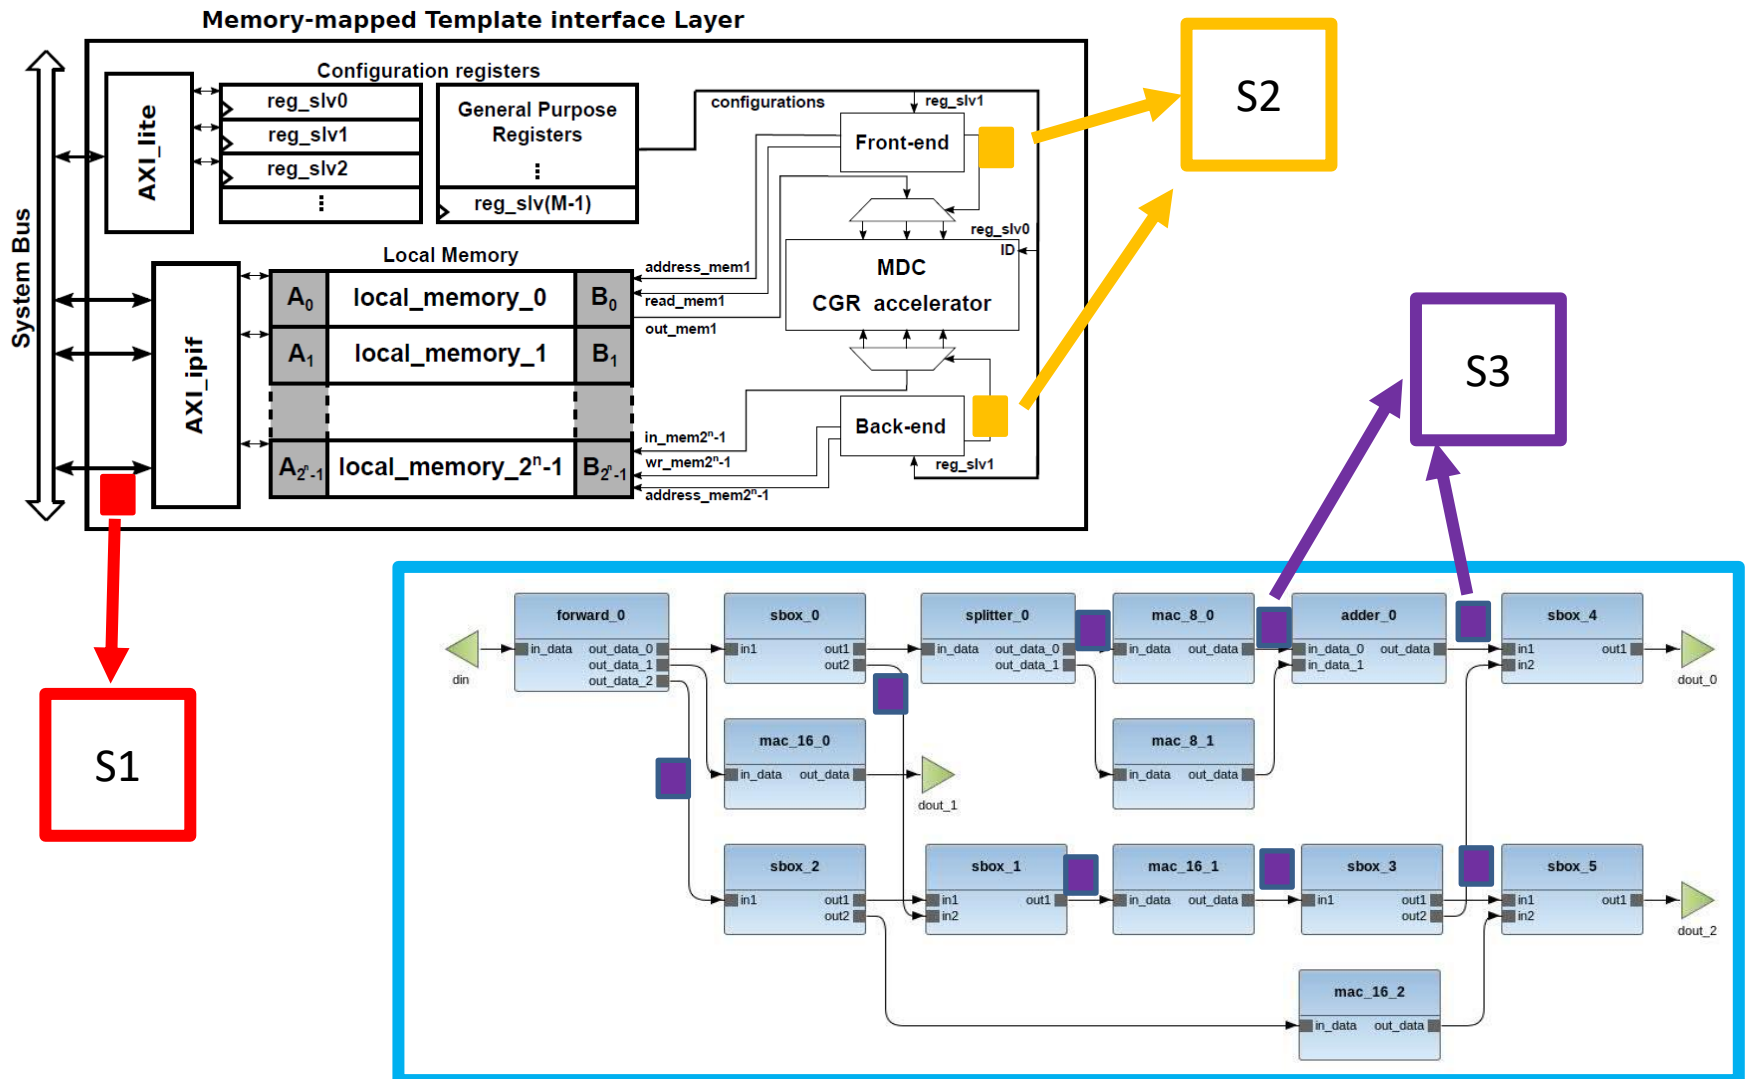 Memory-mapped Template interface Layer
System Bus
AXI_lite
Configuration registers
reg_slv0
reg_slv1
reg_slv2
⋮
General Purpose
Registers
⋮
reg_slv(M-1)
configurations
reg_slv1
Front-end
reg_slv0
ID
MDC
CGR accelerator
Back-end
reg_slv1
AXI_ipif
Local Memory
A0 local_memory_0 B0
A1 local_memory_1 B1
A2ⁿ-1 local_memory_2ⁿ-1 B2ⁿ-1
address_mem1
read_mem1
out_mem1
in_mem2ⁿ-1
wr_mem2ⁿ-1
address_mem2ⁿ-1
S2
S3
S1
din
forward_0
in_data out_data_0
out_data_1
out_data_2
sbox_0
in1 out1
out2
splitter_0
in_data out_data_0
out_data_1
mac_8_0
in_data out_data
adder_0
in_data_0 out_data
in_data_1
sbox_4
in1 out1
in2
dout_0
mac_16_0
in_data out_data
dout_1
mac_8_1
in_data out_data
sbox_2
in1 out1
out2
sbox_1
in1 out1
in2
mac_16_1
in_data out_data
sbox_3
in1 out1
out2
sbox_5
in1 out1
in2
dout_2
mac_16_2
in_data out_data